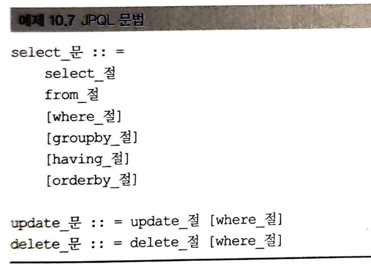 예제 10.7 JPQL 문법
select_문 :: =
select_절
from_절
[where_절]
[groupby_절]
[having_절]
[orderby_절]
update_문 :: = update_절 [where_절]
delete_문 :: = delete_절 [where_절]